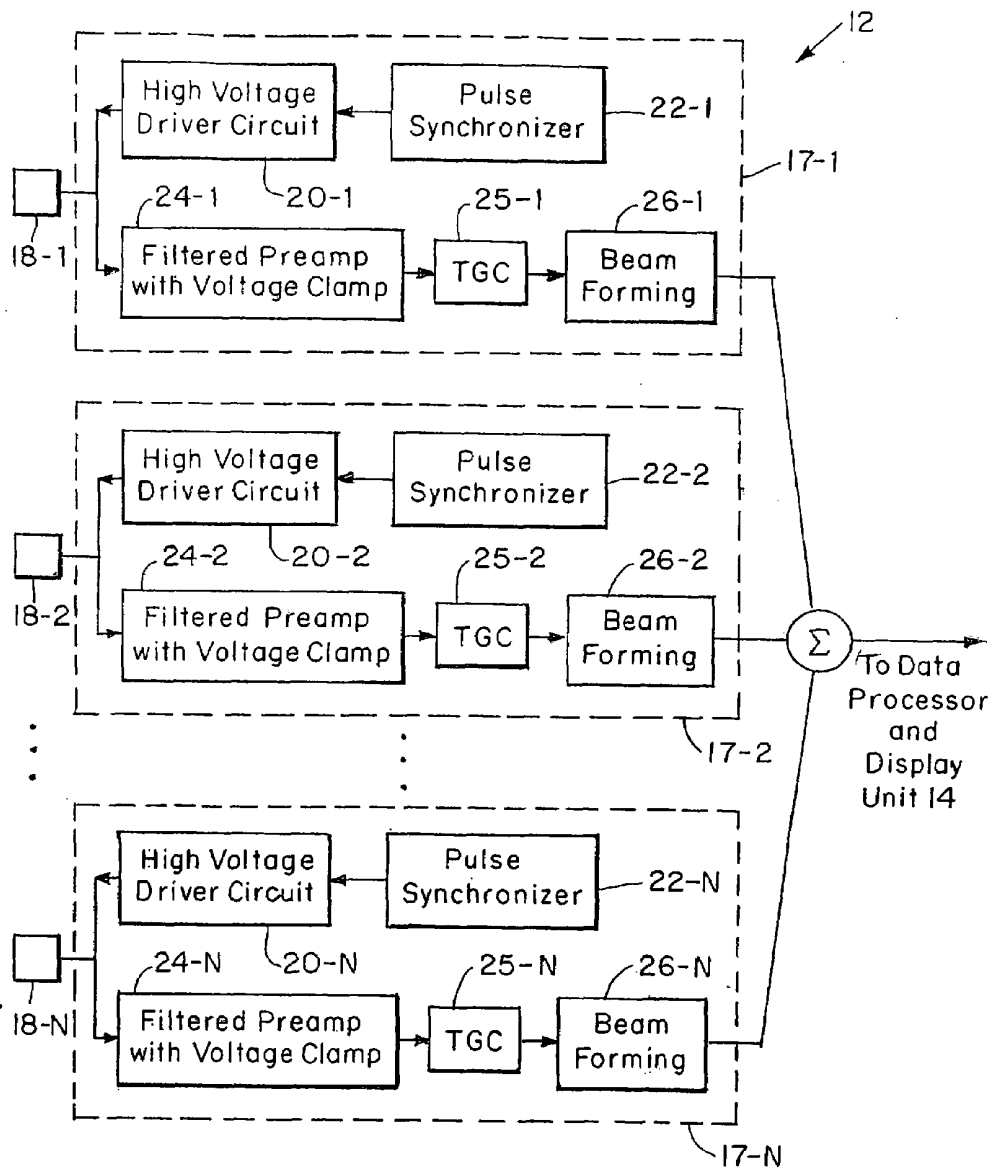 12
High Voltage
Driver Circuit
Pulse
Synchronizer
22-1
17-1
18-1
24-1
20-1
25-1
26-1
Filtered Preamp
with Voltage Clamp
TGC
Beam
Forming
High Voltage
Driver Circuit
Pulse
Synchronizer
22-2
18-2
24-2
20-2
25-2
26-2
Filtered Preamp
with Voltage Clamp
TGC
Beam
Forming
Σ
To Data
Processor
and
Display
Unit 14
17-2
High Voltage
Driver Circuit
Pulse
Synchronizer
22-N
18-N
24-N
20-N
25-N
26-N
Filtered Preamp
with Voltage Clamp
TGC
Beam
Forming
17-N